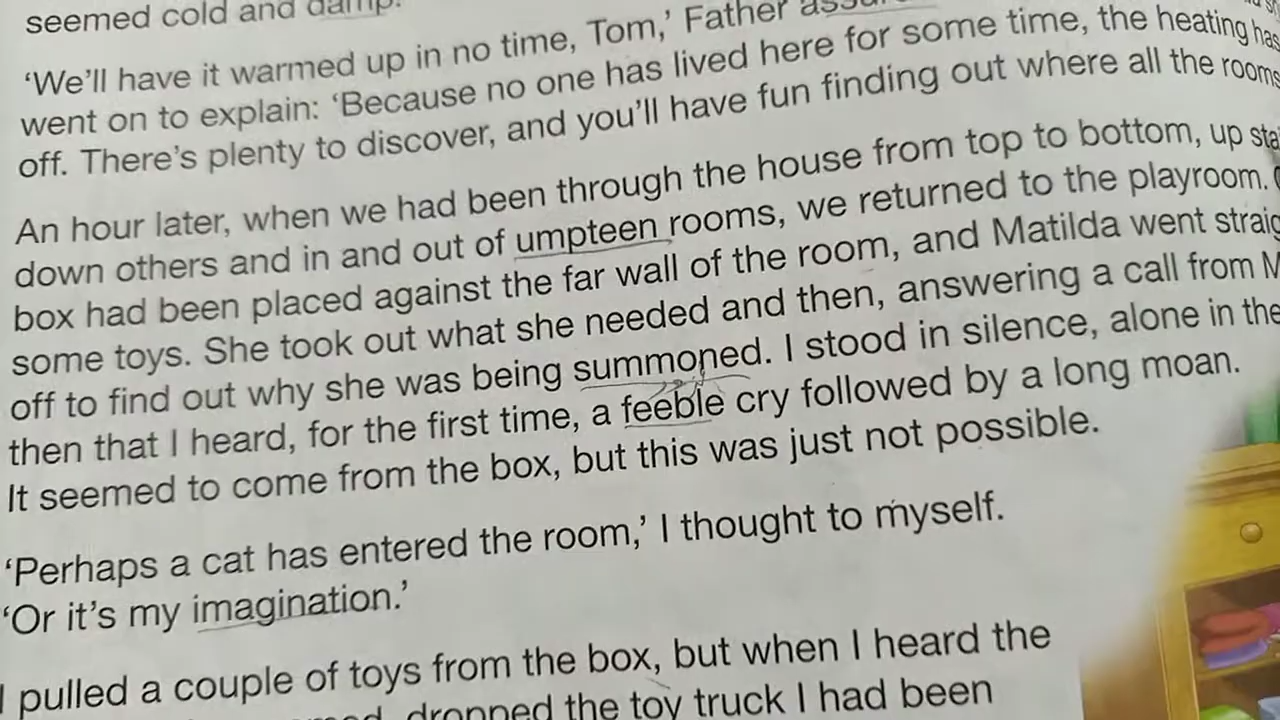 seemed cold and damp.
‘We’ll have it warmed up in no time, Tom,’ Father
went on to explain: ‘Because no one has lived here for some time, the heating has
off. There’s plenty to discover, and you’ll have fun finding out where all the rooms
An hour later, when we had been through the house from top to bottom, up
down others and in and out of umpteen rooms, we returned to the playroom.
box had been placed against the far wall of the room, and Matilda went
some toys. She took out what she needed and then, answering a call from M
off to find out why she was being summoned. I stood in silence, alone in the
then that I heard, for the first time, a feeble cry followed by a long moan.
It seemed to come from the box, but this was just not possible.
‘Perhaps a cat has entered the room,’ I thought to myself.
‘Or it’s my imagination.’
I pulled a couple of toys from the box, but when I heard the
dropped the toy truck I had been